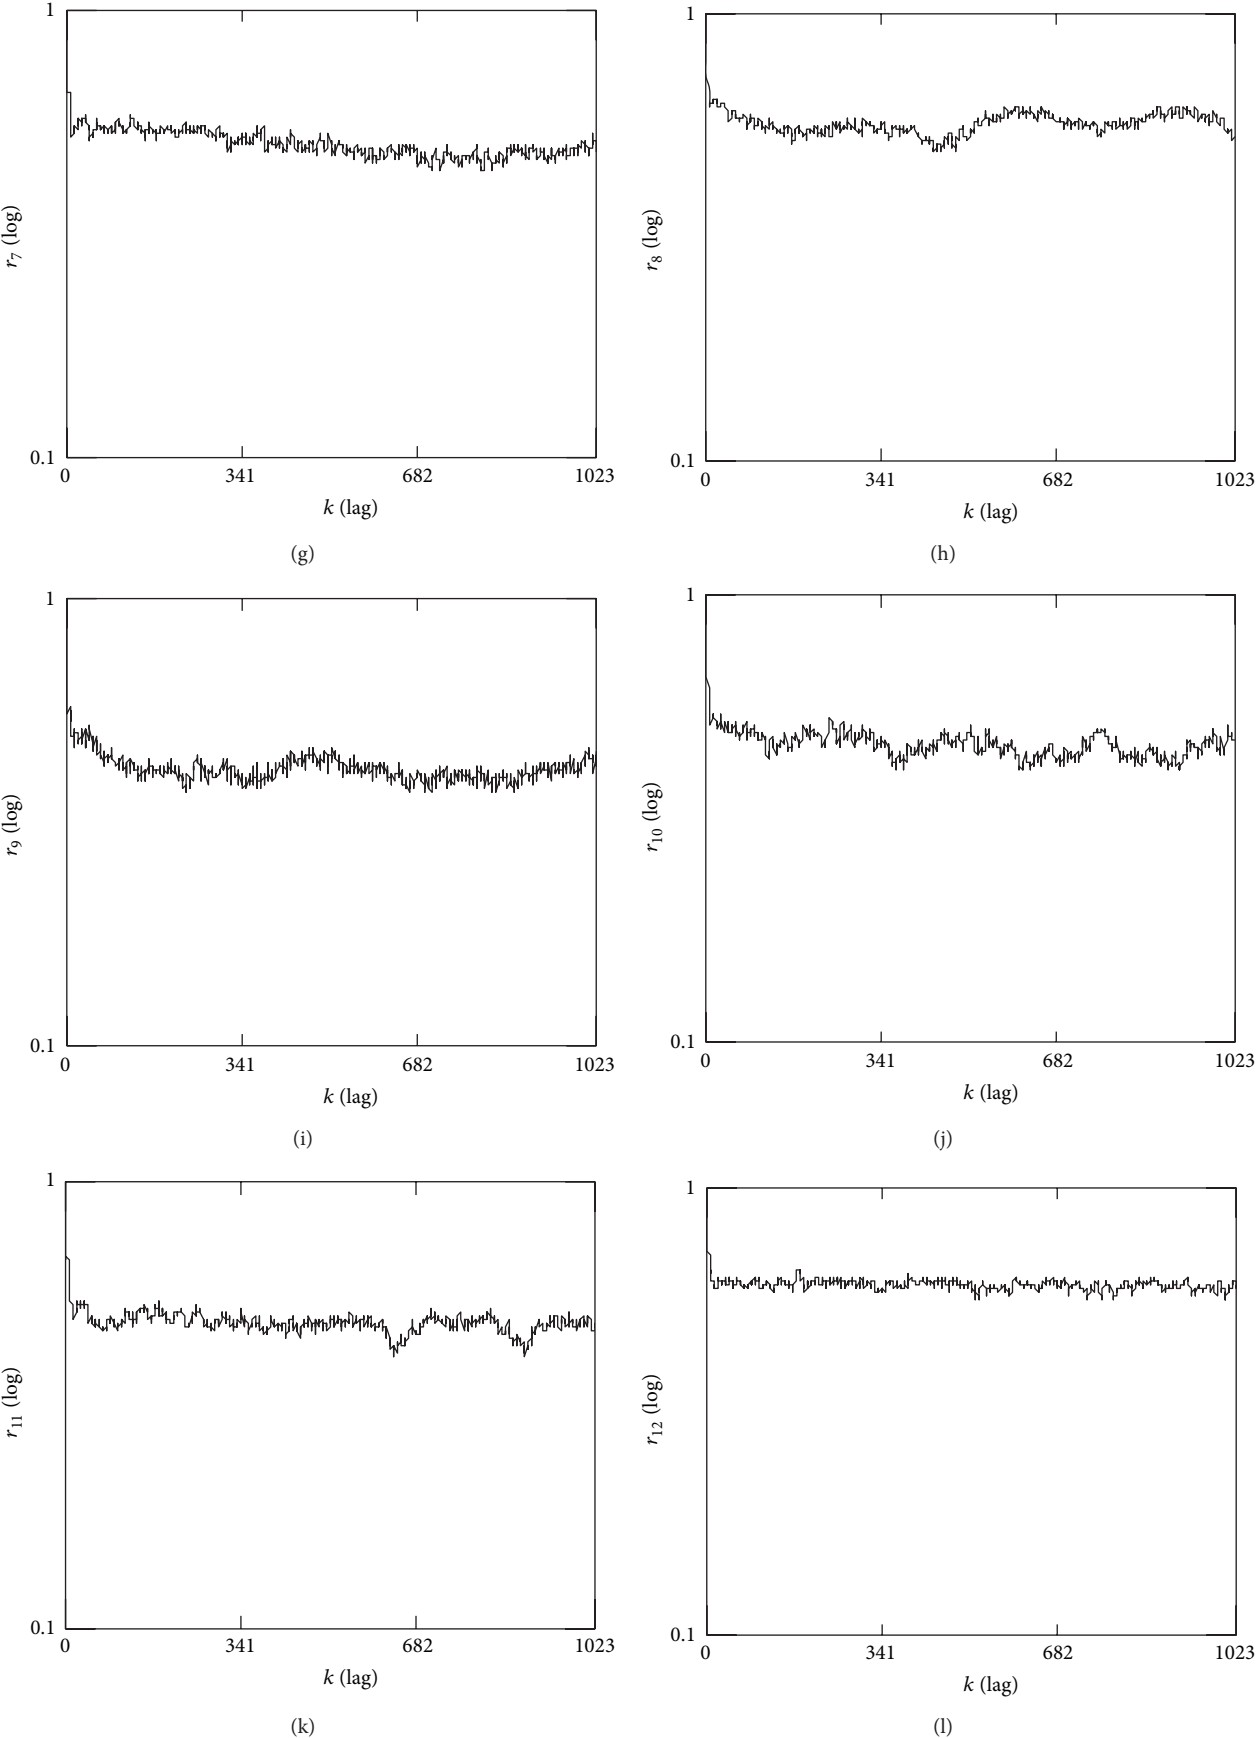 1
r7 (log)
0.1
0 341 682 1023
k (lag)
(g)
1
r8 (log)
0.1
0 341 682 1023
k (lag)
(h)
1
r9 (log)
0.1
0 341 682 1023
k (lag)
(i)
1
r10 (log)
0.1
0 341 682 1023
k (lag)
(j)
1
r11 (log)
0.1
0 341 682 1023
k (lag)
(k)
1
r12 (log)
0.1
0 341 682 1023
k (lag)
(l)